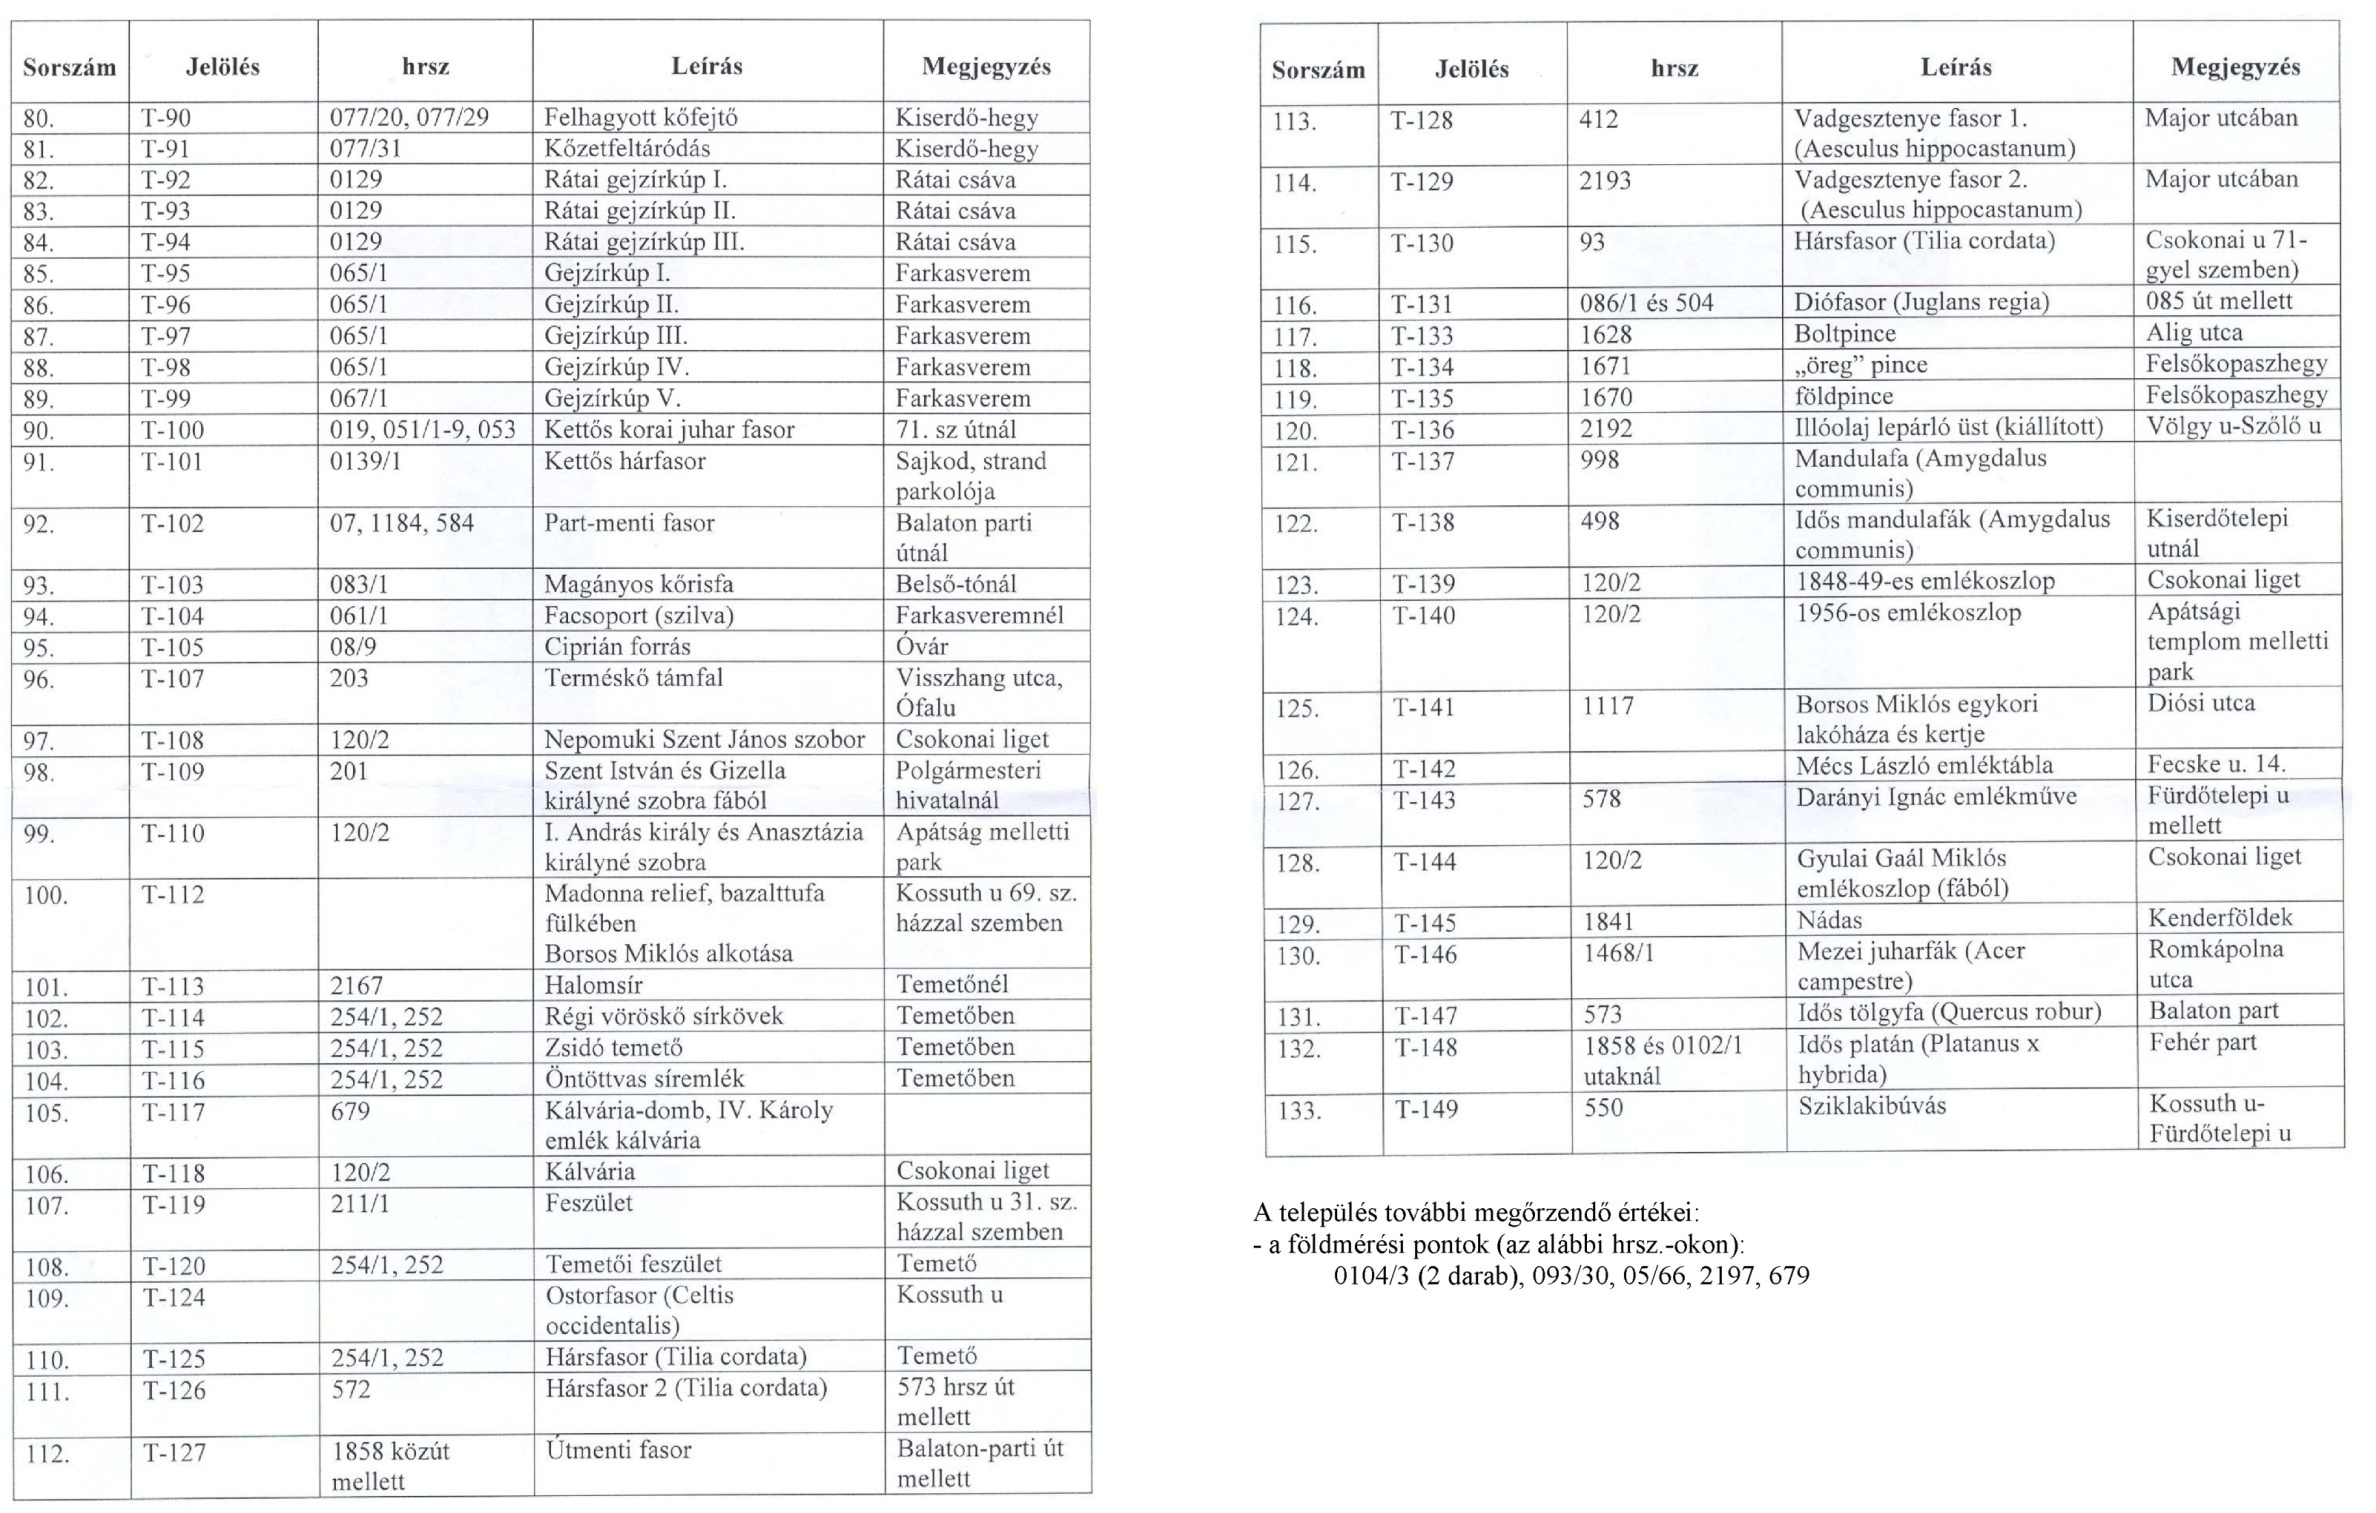 Sorszám Jelölés hrsz Leírás Megjegyzés
80. T-90 077/20, 077/29 Felhagyott kőfejtő Kiserdő-hegy
81. T-91 077/31 Kőzetfeltáródás Kiserdő-hegy
82. T-92 0129 Rátai gejzírkúp I. Rátai csáva
83. T-93 0129 Rátai gejzírkúp II. Rátai csáva
84. T-94 0129 Rátai gejzírkúp III. Rátai csáva
85. T-95 065/1 Gejzírkúp I. Farkasverem
86. T-96 065/1 Gejzírkúp II. Farkasverem
87. T-97 065/1 Gejzírkúp III. Farkasverem
88. T-98 065/1 Gejzírkúp IV. Farkasverem
89. T-99 067/1 Gejzírkúp V. Farkasverem
90. T-100 019, 051/1-9, 053 Kettős korai juhar fasor 71. sz útnál
91. T-101 0139/1 Kettős hárfasor Sajkod, strand
parkolója
92. T-102 07, 1184, 584 Part-menti fasor Balaton parti
útnál
93. T-103 083/1 Magányos kőrisfa Belső-tónál
94. T-104 061/1 Facsoport (szilva) Farkasveremnél
95. T-105 08/9 Ciprián forrás Óvár
96. T-107 203 Terméskő támfal Visszhang utca,
Ófalu
97. T-108 120/2 Nepomuki Szent János szobor Csokonai liget
98. T-109 201 Szent István és Gizella Polgármesteri
királyné szobra fából hivatalnál
99. T-110 120/2 I. András király és Anasztázia Apátság melletti
királyné szobra park
100. T-112 Madonna relief, bazalttufa Kossuth u 69. sz.
fülkében házzal szemben
Borsos Miklós alkotása
101. T-113 2167 Halomsír Temetőnél
102. T-114 254/1, 252 Régi vöröskő sírkövek Temetőben
103. T-115 254/1, 252 Zsidó temető Temetőben
104. T-116 254/1, 252 Öntöttvas síremlék Temetőben
105. T-117 679 Kálvária-domb, IV. Károly
emlék kálvária
106. T-118 120/2 Kálvária Csokonai liget
107. T-119 211/1 Feszület Kossuth u 31. sz.
házzal szemben
108. T-120 254/1, 252 Temetői feszület Temető
109. T-124 Ostorfasor (Celtis Kossuth u
occidentalis)
110. T-125 254/1, 252 Hársfasor (Tilia cordata) Temető
111. T-126 572 Hársfasor 2 (Tilia cordata) 573 hrsz út
mellett
112. T-127 1858 közút Útmenti fasor Balaton-parti út
mellett mellett
Sorszám Jelölés hrsz Leírás Megjegyzés
113. T-128 412 Vadgesztenye fasor 1. Major utcában
(Aesculus hippocastanum)
114. T-129 2193 Vadgesztenye fasor 2. Major utcában
(Aesculus hippocastanum)
115. T-130 93 Hársfasor (Tilia cordata) Csokonai u 71-
gyel szemben)
116. T-131 086/1 és 504 Diófasor (Juglans regia) 085 út mellett
117. T-133 1628 Boltpince Alig utca
118. T-134 1671 „öreg” pince Felsőkopaszhegy
119. T-135 1670 földpince Felsőkopaszhegy
120. T-136 2192 Illóolaj lepárló üst (kiállított) Völgy u-Szőlő u
121. T-137 998 Mandulafa (Amygdalus
communis)
122. T-138 498 Idős mandulafák (Amygdalus Kiserdőtelepi
communis) utnál
123. T-139 120/2 1848-49-es emlékoszlop Csokonai liget
124. T-140 120/2 1956-os emlékoszlop Apátsági
templom melletti
park
125. T-141 1117 Borsos Miklós egykori Diósi utca
lakóháza és kertje
126. T-142 Mécs László emléktábla Fecske u. 14.
127. T-143 578 Darányi Ignác emlékműve Fürdőtelepi u
mellett
128. T-144 120/2 Gyulai Gaál Miklós Csokonai liget
emlékoszlop (fából)
129. T-145 1841 Nádas Kenderföldek
130. T-146 1468/1 Mezei juharfák (Acer Romkápolna
campestre) utca
131. T-147 573 Idős tölgyfa (Quercus robur) Balaton part
132. T-148 1858 és 0102/1 Idős platán (Platanus x Fehér part
utaknál hybrida)
133. T-149 550 Sziklakibúvás Kossuth u-
Fürdőtelepi u
A település további megőrzendő értékei:
- a földmérési pontok (az alábbi hrsz.-okon):
0104/3 (2 darab), 093/30, 05/66, 2197, 679